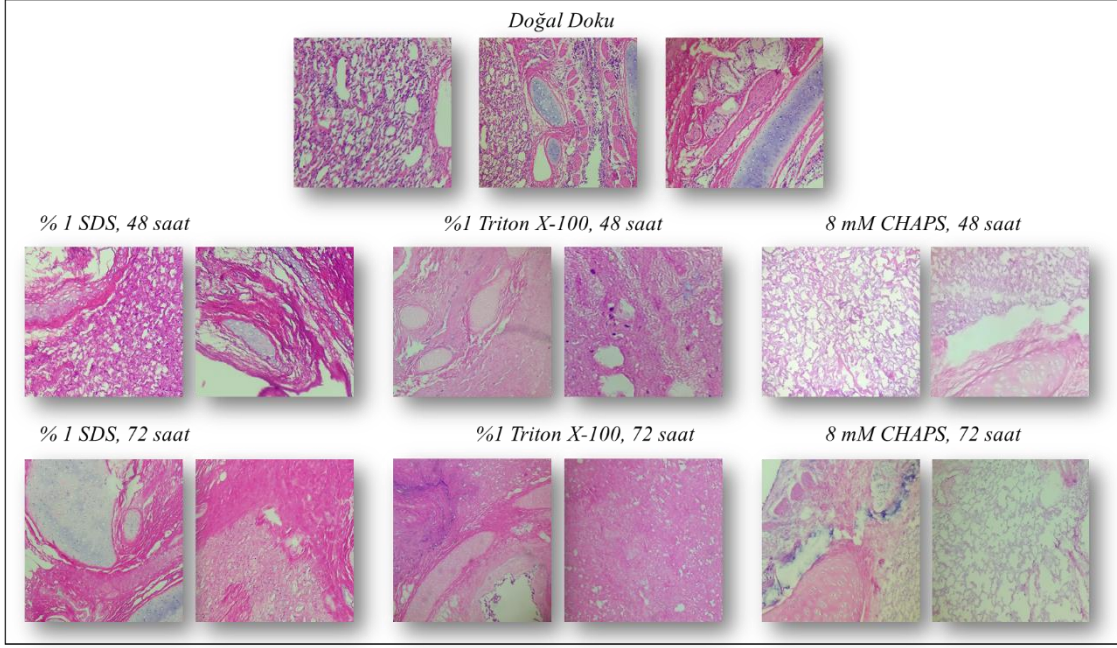 Doğal Doku
% 1 SDS, 48 saat
%1 Triton X-100, 48 saat
8 mM CHAPS, 48 saat
% 1 SDS, 72 saat
%1 Triton X-100, 72 saat
8 mM CHAPS, 72 saat